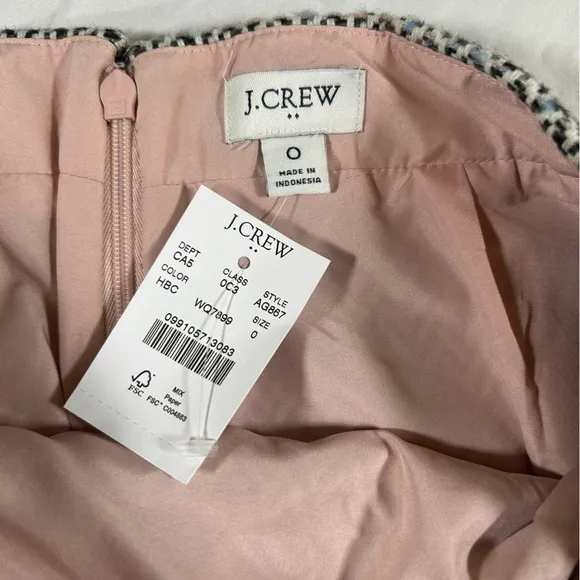 J.CREW
0
MADE IN
INDONESIA
J.CREW
DEPT CLASS STYLE
CA5 0C3 AG867
COLOR SIZE
HBC WQ7899 0
099105713083
FSC
MIX
Paper
FSC® C004883